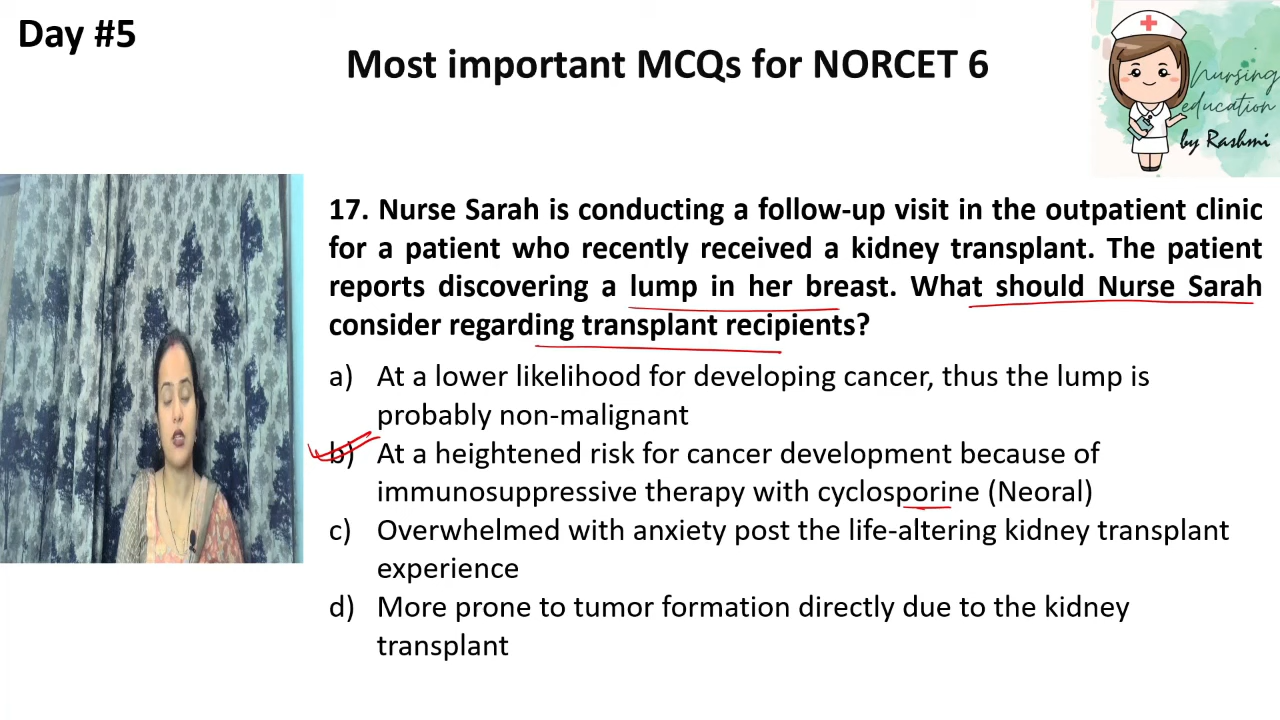 Day #5
Most important MCQs for NORCET 6
Nursing
education
by Rashmi
17. Nurse Sarah is conducting a follow-up visit in the outpatient clinic
for a patient who recently received a kidney transplant. The patient
reports discovering a lump in her breast. What should Nurse Sarah
consider regarding transplant recipients?
a) At a lower likelihood for developing cancer, thus the lump is
probably non-malignant
b) At a heightened risk for cancer development because of
immunosuppressive therapy with cyclosporine (Neoral)
c) Overwhelmed with anxiety post the life-altering kidney transplant
experience
d) More prone to tumor formation directly due to the kidney
transplant